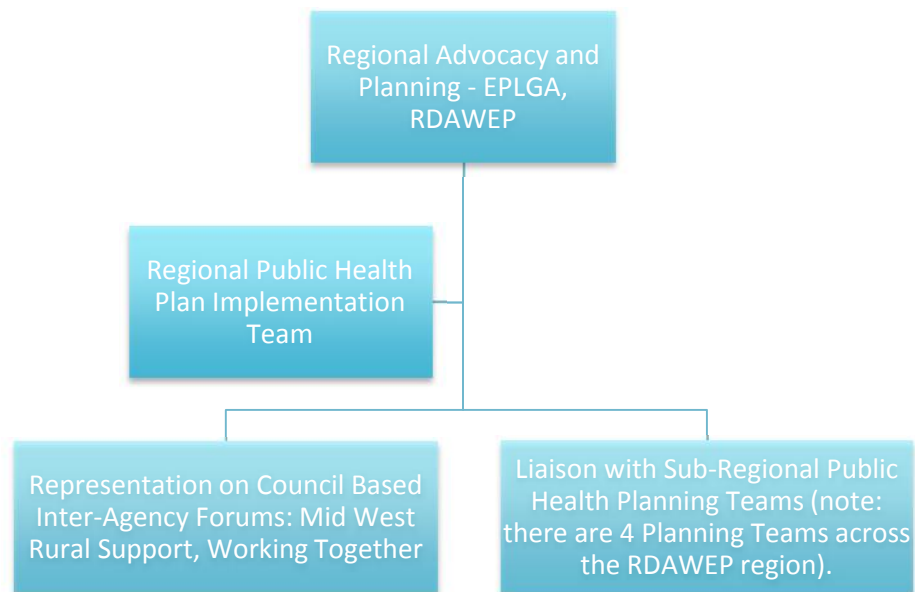 Regional Advocacy and
Planning - EPLGA,
RDAWEP
Regional Public Health
Plan Implementation
Team
Representation on Council Based
Inter-Agency Forums: Mid West
Rural Support, Working Together
Liaison with Sub-Regional Public
Health Planning Teams (note:
there are 4 Planning Teams across
the RDAWEP region).